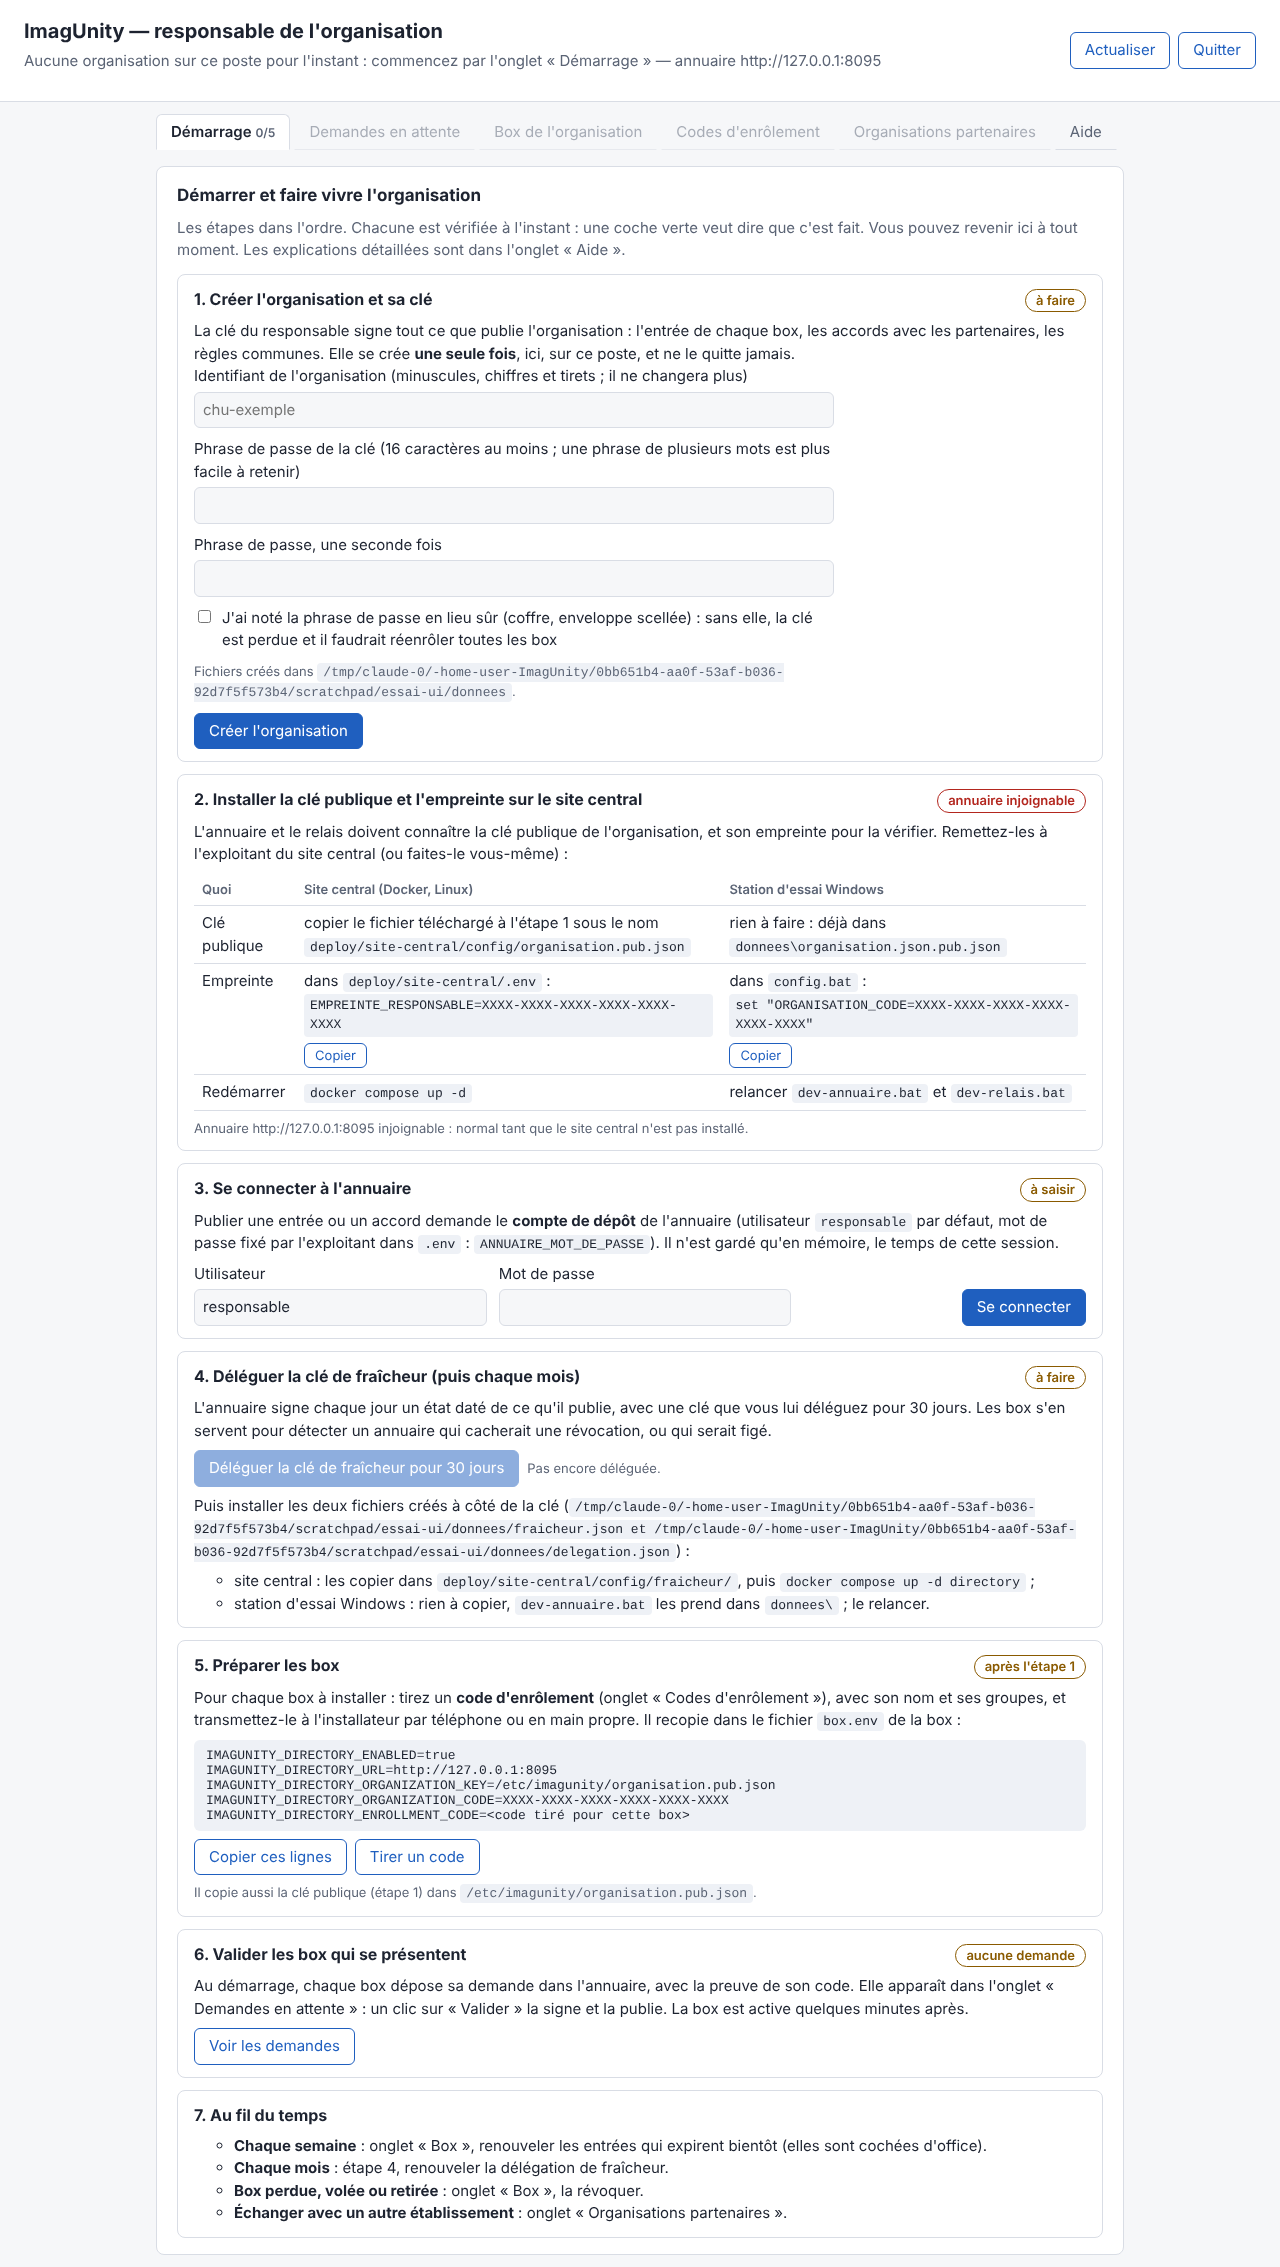 ImagUnity — responsable de l'organisation
Aucune organisation sur ce poste pour l'instant : commencez par l'onglet « Démarrage » — annuaire http://127.0.0.1:8095
Actualiser
Quitter
Démarrage 0/5
Demandes en attente
Box de l'organisation
Codes d'enrôlement
Organisations partenaires
Aide
Démarrer et faire vivre l'organisation
Les étapes dans l'ordre. Chacune est vérifiée à l'instant : une coche verte veut dire que c'est fait. Vous pouvez revenir ici à tout
moment. Les explications détaillées sont dans l'onglet « Aide ».
1. Créer l'organisation et sa clé
à faire
La clé du responsable signe tout ce que publie l'organisation : l'entrée de chaque box, les accords avec les partenaires, les
règles communes. Elle se crée une seule fois, ici, sur ce poste, et ne le quitte jamais.
Identifiant de l'organisation (minuscules, chiffres et tirets ; il ne changera plus)
chu-exemple
Phrase de passe de la clé (16 caractères au moins ; une phrase de plusieurs mots est plus
facile à retenir)
Phrase de passe, une seconde fois
J'ai noté la phrase de passe en lieu sûr (coffre, enveloppe scellée) : sans elle, la clé
est perdue et il faudrait réenrôler toutes les box
Fichiers créés dans /tmp/claude-0/-home-user-ImagUnity/0bb651b4-aa0f-53af-b036-
92d7f5f573b4/scratchpad/essai-ui/donnees.
Créer l'organisation
2. Installer la clé publique et l'empreinte sur le site central
annuaire injoignable
L'annuaire et le relais doivent connaître la clé publique de l'organisation, et son empreinte pour la vérifier. Remettez-les à
l'exploitant du site central (ou faites-le vous-même) :
Quoi
Site central (Docker, Linux)
Station d'essai Windows
Clé
publique
copier le fichier téléchargé à l'étape 1 sous le nom
deploy/site-central/config/organisation.pub.json
rien à faire : déjà dans
donnees\organisation.json.pub.json
Empreinte
dans deploy/site-central/.env :
EMPREINTE_RESPONSABLE=XXXX-XXXX-XXXX-XXXX-XXXX-
XXXX
Copier
dans config.bat :
set "ORGANISATION_CODE=XXXX-XXXX-XXXX-XXXX-
XXXX-XXXX"
Copier
Redémarrer
docker compose up -d
relancer dev-annuaire.bat et dev-relais.bat
Annuaire http://127.0.0.1:8095 injoignable : normal tant que le site central n'est pas installé.
3. Se connecter à l'annuaire
à saisir
Publier une entrée ou un accord demande le compte de dépôt de l'annuaire (utilisateur responsable par défaut, mot de
passe fixé par l'exploitant dans .env : ANNUAIRE_MOT_DE_PASSE). Il n'est gardé qu'en mémoire, le temps de cette session.
Utilisateur
Mot de passe
responsable
Se connecter
4. Déléguer la clé de fraîcheur (puis chaque mois)
à faire
L'annuaire signe chaque jour un état daté de ce qu'il publie, avec une clé que vous lui déléguez pour 30 jours. Les box s'en
servent pour détecter un annuaire qui cacherait une révocation, ou qui serait figé.
Déléguer la clé de fraîcheur pour 30 jours
Pas encore déléguée.
Puis installer les deux fichiers créés à côté de la clé ( /tmp/claude-0/-home-user-ImagUnity/0bb651b4-aa0f-53af-b036-
92d7f5f573b4/scratchpad/essai-ui/donnees/fraicheur.json et /tmp/claude-0/-home-user-ImagUnity/0bb651b4-aa0f-53af-
b036-92d7f5f573b4/scratchpad/essai-ui/donnees/delegation.json ) :
◦ site central : les copier dans deploy/site-central/config/fraicheur/, puis docker compose up -d directory ;
◦ station d'essai Windows : rien à copier, dev-annuaire.bat les prend dans donnees\ ; le relancer.
5. Préparer les box
après l'étape 1
Pour chaque box à installer : tirez un code d'enrôlement (onglet « Codes d'enrôlement »), avec son nom et ses groupes, et
transmettez-le à l'installateur par téléphone ou en main propre. Il recopie dans le fichier box.env de la box :
IMAGUNITY_DIRECTORY_ENABLED=true
IMAGUNITY_DIRECTORY_URL=http://127.0.0.1:8095
IMAGUNITY_DIRECTORY_ORGANIZATION_KEY=/etc/imagunity/organisation.pub.json
IMAGUNITY_DIRECTORY_ORGANIZATION_CODE=XXXX-XXXX-XXXX-XXXX-XXXX-XXXX
IMAGUNITY_DIRECTORY_ENROLLMENT_CODE=<code tiré pour cette box>
Copier ces lignes
Tirer un code
Il copie aussi la clé publique (étape 1) dans /etc/imagunity/organisation.pub.json.
6. Valider les box qui se présentent
aucune demande
Au démarrage, chaque box dépose sa demande dans l'annuaire, avec la preuve de son code. Elle apparaît dans l'onglet «
Demandes en attente » : un clic sur « Valider » la signe et la publie. La box est active quelques minutes après.
Voir les demandes
7. Au fil du temps
◦ Chaque semaine : onglet « Box », renouveler les entrées qui expirent bientôt (elles sont cochées d'office).
◦ Chaque mois : étape 4, renouveler la délégation de fraîcheur.
◦ Box perdue, volée ou retirée : onglet « Box », la révoquer.
◦ Échanger avec un autre établissement : onglet « Organisations partenaires ».